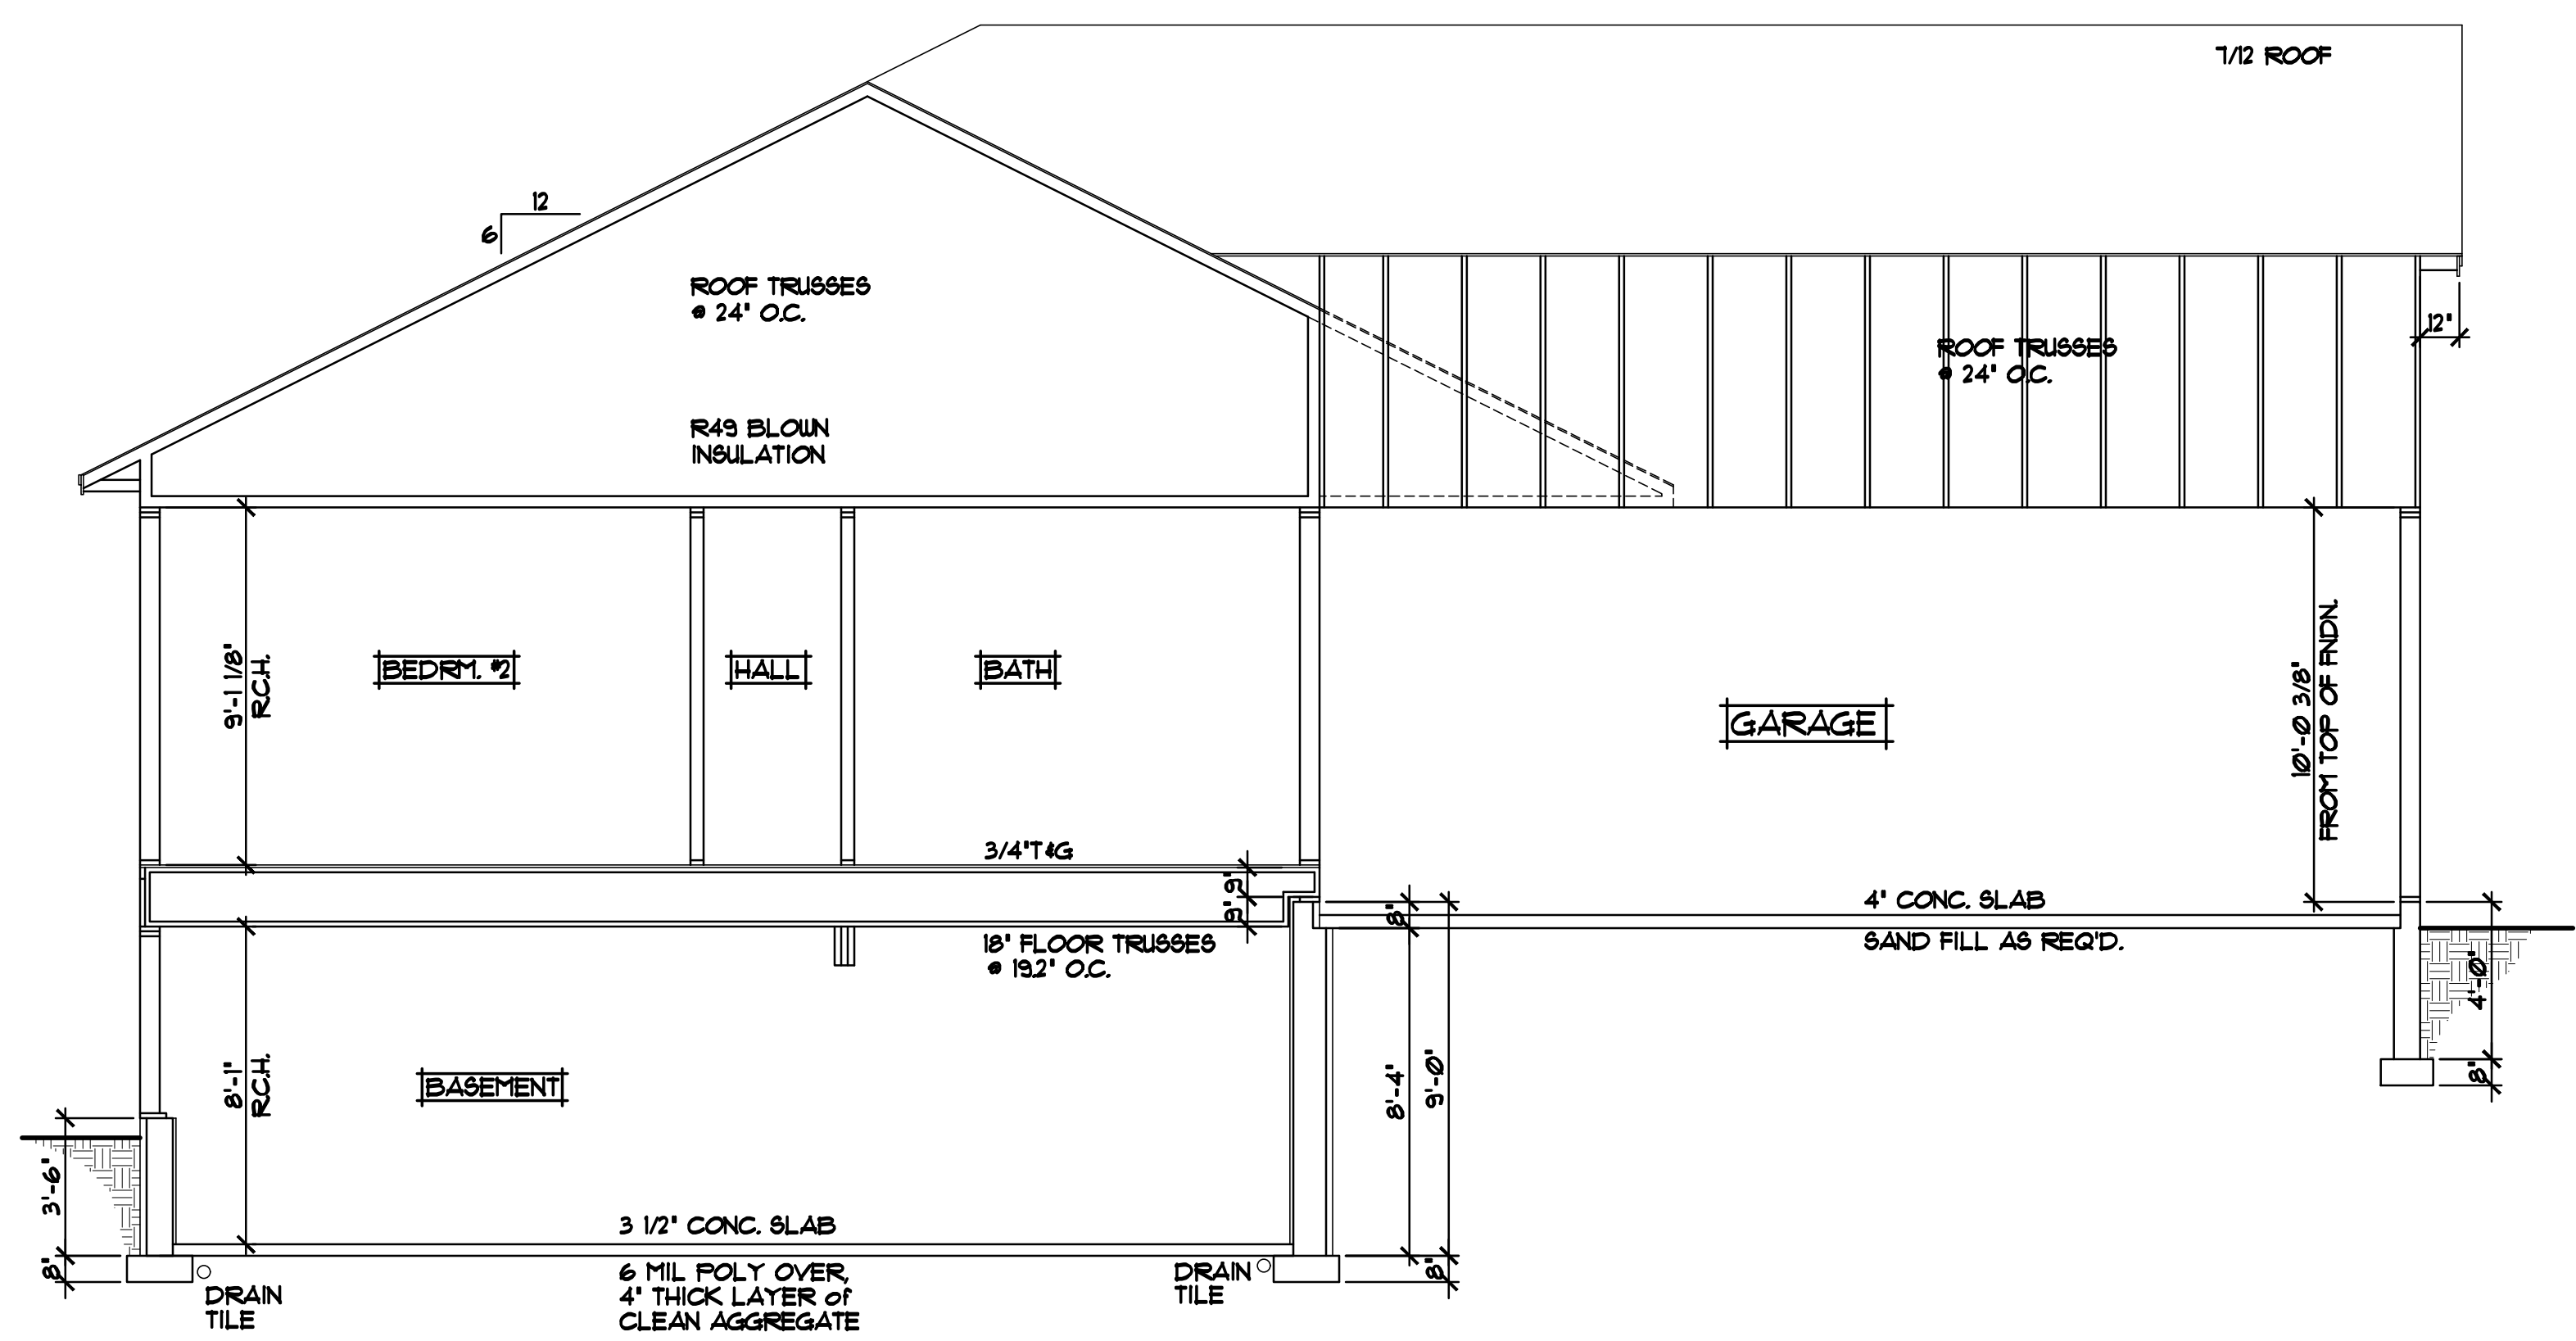 7/12 ROOF
12
6
ROOF TRUSSES
@ 24" O.C.
12"
ROOF TRUSSES
@ 24" O.C.
R49 BLOWN
INSULATION
9'-1 1/8"
R.C.H.
BEDRM. #2
HALL
BATH
GARAGE
10'-0 3/8"
FROM TOP OF FNDN.
3/4"T&G
9"
9"
8"
4" CONC. SLAB
SAND FILL AS REQ'D.
18" FLOOR TRUSSES
@ 19.2" O.C.
4'-0"
8"
8'-1"
R.C.H.
BASEMENT
8'-4"
9'-0"
3'-6"
8"
3 1/2" CONC. SLAB
6 MIL POLY OVER,
4" THICK LAYER of
CLEAN AGGREGATE
DRAIN
TILE
DRAIN
TILE
8"